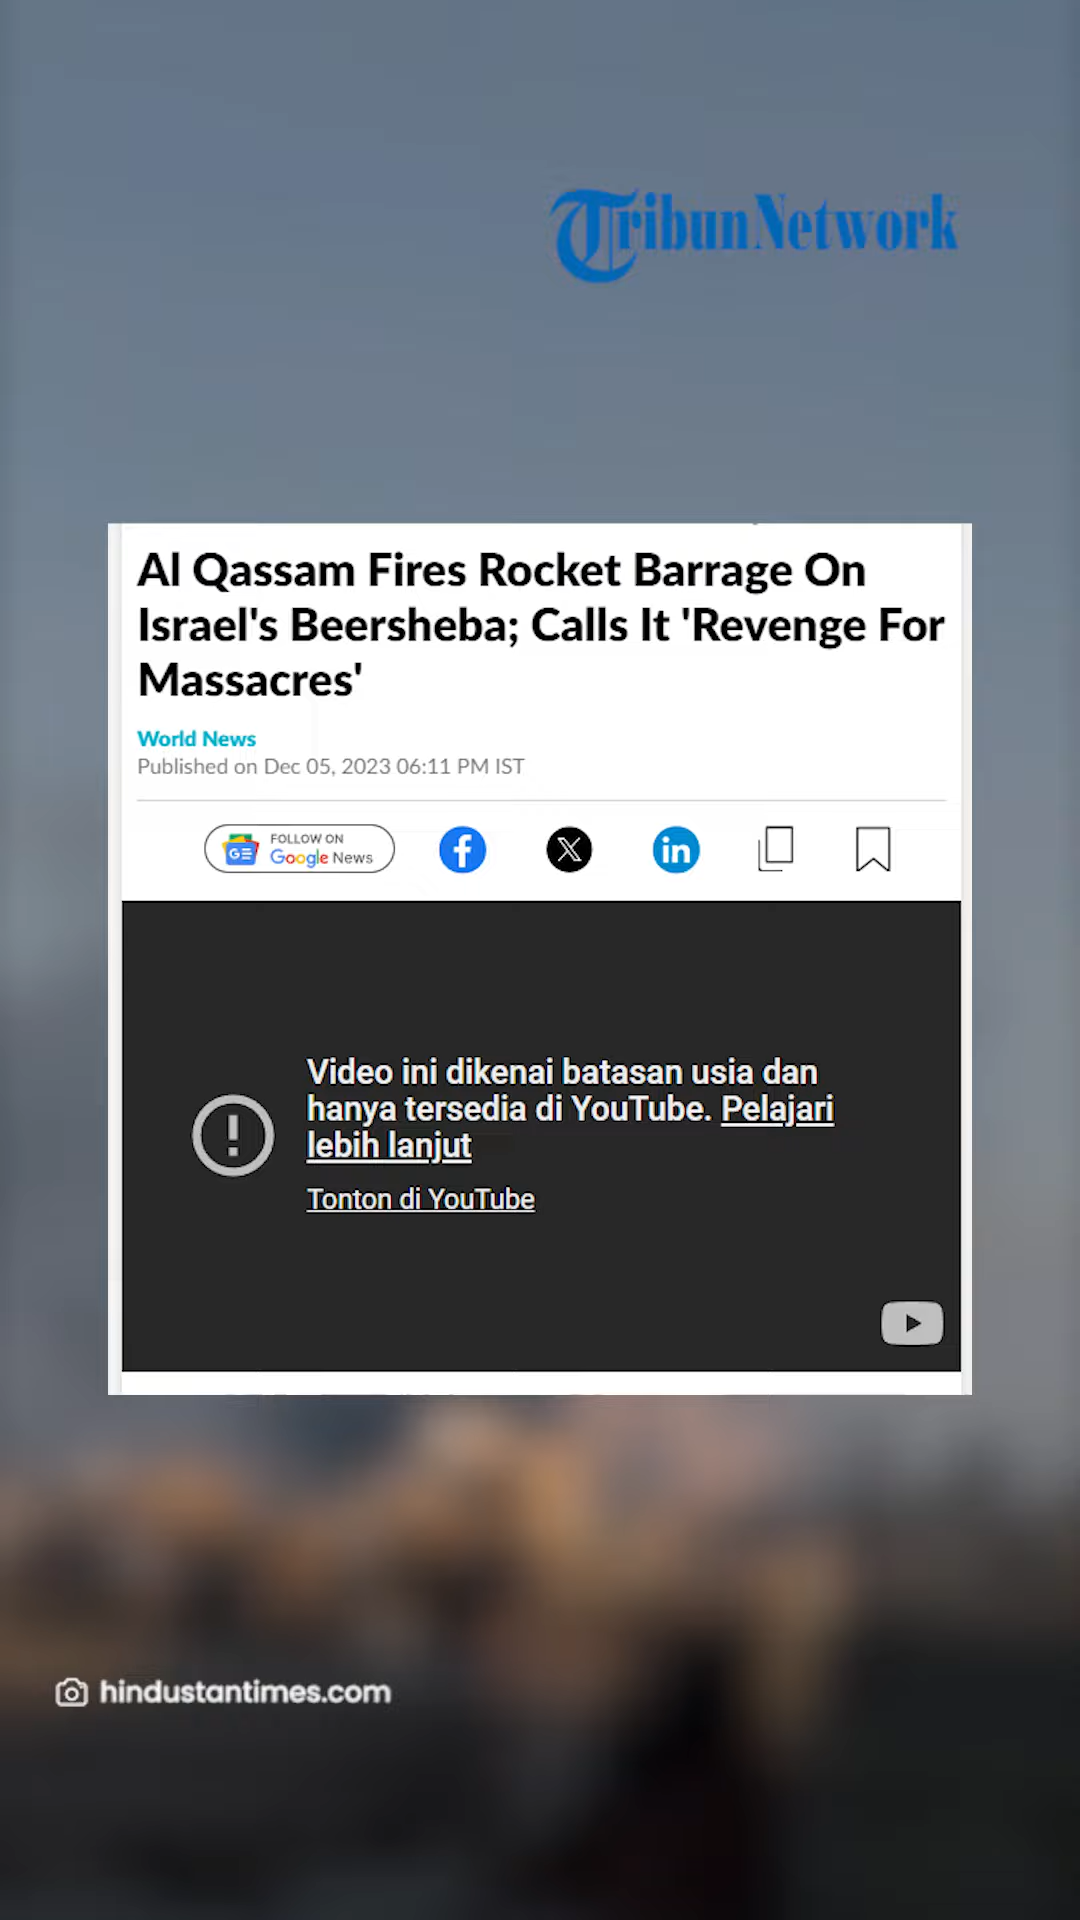 Tribun Network
Al Qassam Fires Rocket Barrage On
Israel's Beersheba; Calls It 'Revenge For
Massacres'
World News
Published on Dec 05, 2023 06:11 PM IST
FOLLOW ON
Google News
Video ini dikenai batasan usia dan
hanya tersedia di YouTube. Pelajari
lebih lanjut
Tonton di YouTube
hindustantimes.com